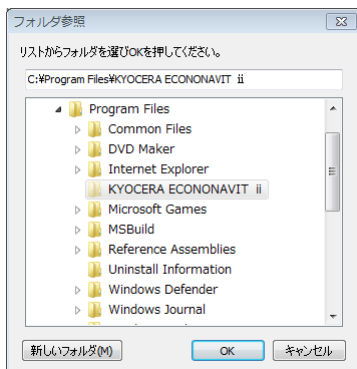 フォルダ参照
リストからフォルダを選びOKを押してください。
C:¥Program Files¥KYOCERA ECONONAVIT ⅱ
Program Files
Common Files
DVD Maker
Internet Explorer
KYOCERA ECONONAVIT ⅱ
Microsoft Games
MSBuild
Reference Assemblies
Uninstall Information
Windows Defender
Windows Journal
新しいフォルダ(M)
OK
キャンセル